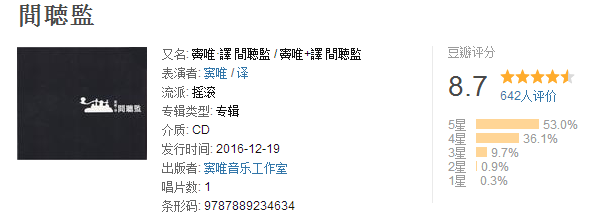 間聽監
又名: 竇唯·譯 間聽監 / 竇唯+譯 間聽監
表演者: 窦唯 / 译
流派: 摇滚
专辑类型: 专辑
介质: CD
发行时间: 2016-12-19
出版者: 窦唯音乐工作室
唱片数: 1
条形码: 9787889234634
間聽監
豆瓣评分
8.7
642人评价
5星 53.0%
4星 36.1%
3星 9.7%
2星 0.9%
1星 0.3%